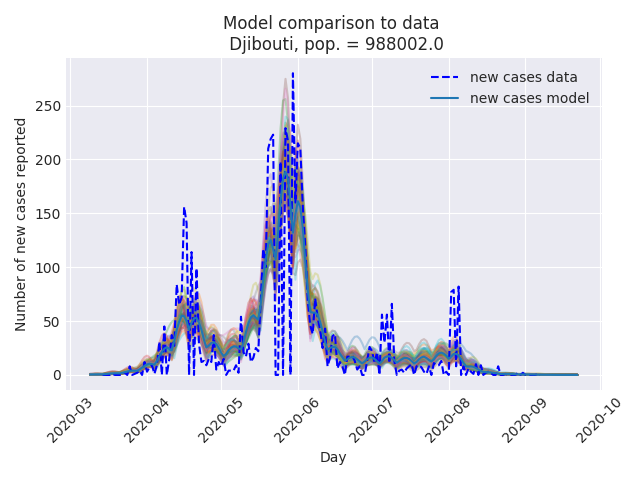 Model comparison to data
Djibouti, pop. = 988002.0
new cases data
new cases model
Number of new cases reported
250
200
150
100
50
0
2020-03
2020-04
2020-05
2020-06
2020-07
2020-08
2020-09
2020-10
Day